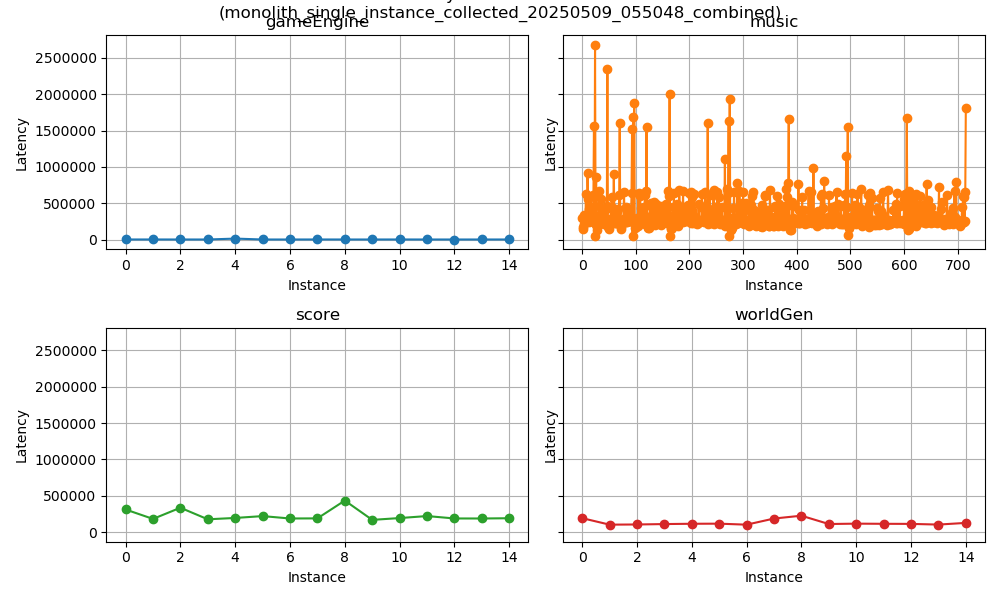 (monolith_single_instance_collected_20250509_055048_combined)
gameEngine
music
Latency
2500000
2000000
1500000
1000000
500000
0
0 2 4 6 8 10 12 14
Instance
Latency
0 100 200 300 400 500 600 700
Instance
score
worldGen
Latency
2500000
2000000
1500000
1000000
500000
0
0 2 4 6 8 10 12 14
Instance
Latency
0 2 4 6 8 10 12 14
Instance